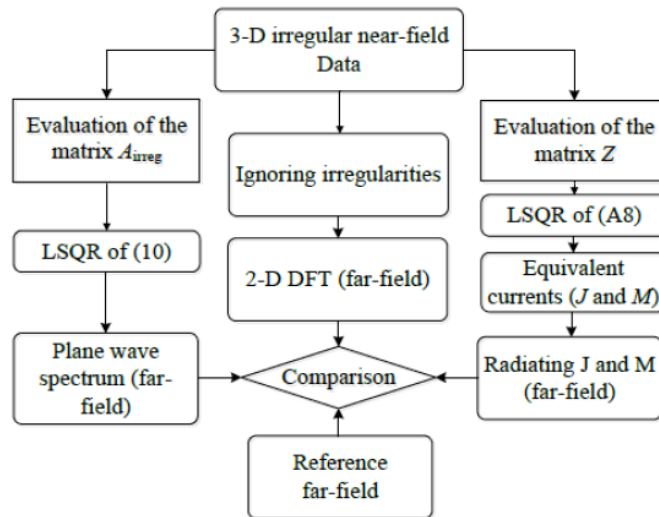 3-D irregular near-field
Data
Evaluation of the
matrix A_irreg
LSQR of (10)
Plane wave
spectrum (far-
field)
Ignoring irregularities
2-D DFT (far-field)
Comparison
Reference
far-field
Evaluation of the
matrix Z
LSQR of (A8)
Equivalent
currents (J and M)
Radiating J and M
(far-field)